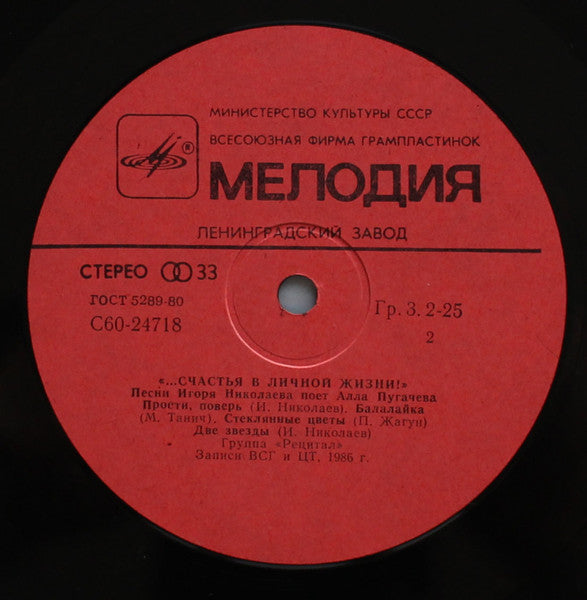 МИНИСТЕРСТВО КУЛЬТУРЫ СССР
ВСЕСОЮЗНАЯ ФИРМА ГРАМПЛАСТИНОК
®
МЕЛОДИЯ
ЛЕНИНГРАДСКИЙ ЗАВОД
СТЕРЕО 33
ГОСТ 5289-80
С60-24718
Гр. 3. 2-25
2
«...СЧАСТЬЯ В ЛИЧНОЙ ЖИЗНИ!»
Песни Игоря Николаева поет Алла Пугачева
Прости, поверь (И. Николаев). Балалайка
(М. Танич). Стеклянные цветы (П. Жагун)
Две звезды (И. Николаев)
Группа «Рецитал»
Записи ВСГ и ЦТ, 1986 г.